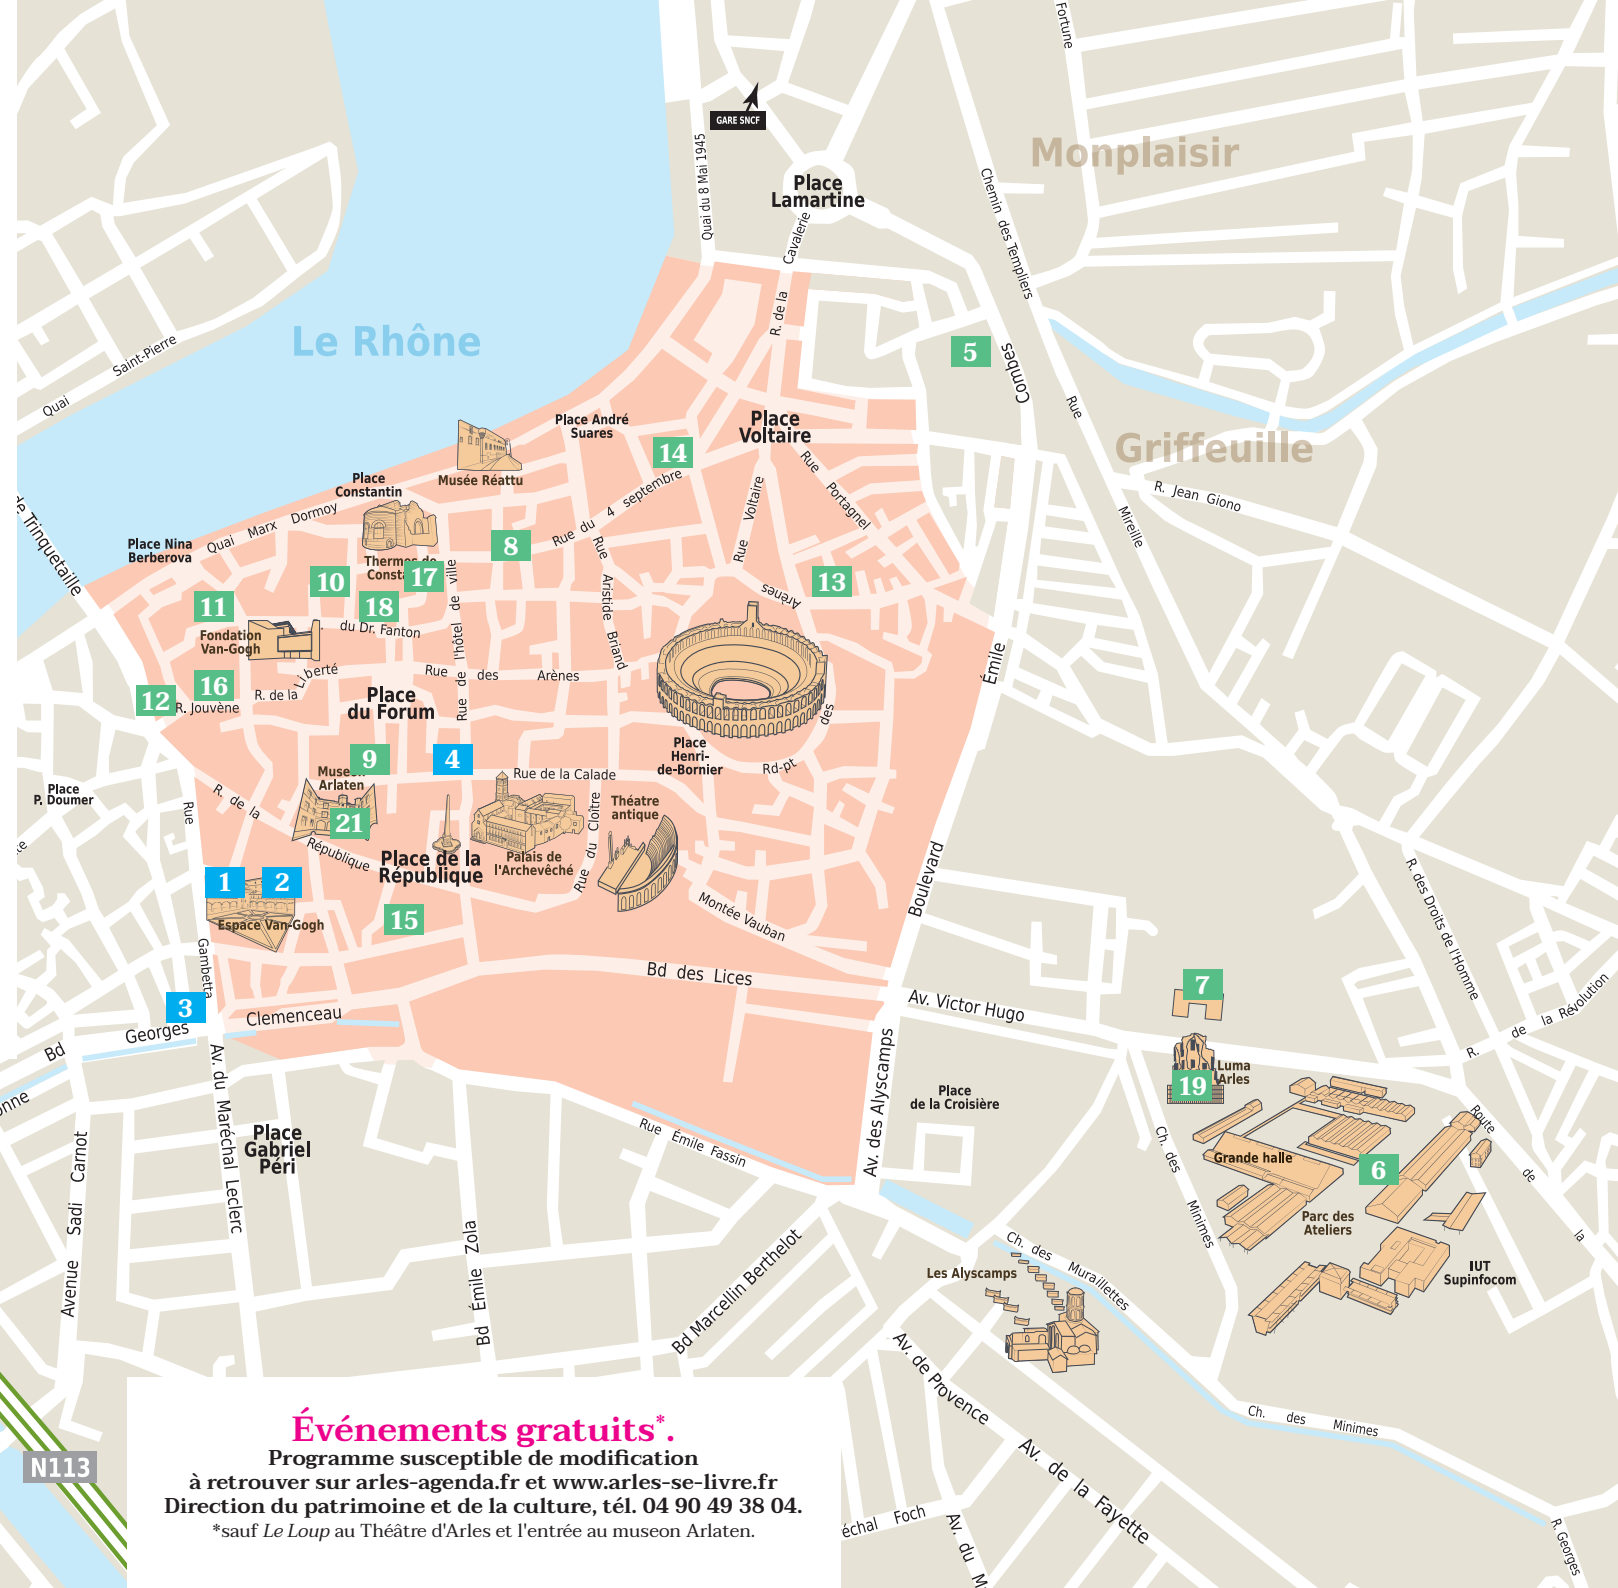 Fortune
Monplaisir
GARE SNCF
Quai du 8 Mai 1945
Place
Lamartine
Chemin des Templiers
R. de la Cavalerie
Le Rhône
Saint-Pierre
Quai
5
Combes
Rue
Mireille
Place André
Suares
Place
Voltaire
14
Griffeuille
Musée Réattu
Place
Constantin
Rue Portagnel
R. Jean Giono
de Trinquetaille
Quai Marx Dormoy
Rue du 4 septembre
Rue Voltaire
Place Nina
Berberova
8
Thermes de
Consta
17
10
18
11
13
Arènes
Rue Aristide Briand
Rue de l'hôtel de ville
du Dr. Fanton
Fondation
Van-Gogh
Émile
16
12
R. Jouvène
R. de la Liberté
Rue des Arènes
Place
du Forum
des
9
4
Place
Henri-
de-Bornier
Rd-pt
Museon
Arlaten
Rue de la Calade
Place
P. Doumer
Rue
R. de la
République
21
Théatre
antique
Rue du Cloître
Place de la
République
Palais de
l'Archevêché
Boulevard
R. des Droits de l'Homme
1
2
Espace Van-Gogh
15
Montée Vauban
Gambetta
Bd des Lices
7
Av. Victor Hugo
R. de la Révolution
3
Bd Georges Clemenceau
Luma
Arles
19
Av. du Maréchal Leclerc
Av. des Alyscamps
Place
de la Croisière
onne
Place
Gabriel
Péri
Rue Émile Fassin
Ch. des Minimes
Grande halle
6
Route de la
Avenue Sadi Carnot
Parc des
Ateliers
Bd Émile Zola
Bd Marcellin Berthelot
Ch. des Muraillettes
Les Alyscamps
IUT
Supinfocom
Av. de Provence
Ch. des Minimes
N113
Événements gratuits*.
Programme susceptible de modification
à retrouver sur arles-agenda.fr et www.arles-se-livre.fr
Direction du patrimoine et de la culture, tél. 04 90 49 38 04.
*sauf Le Loup au Théâtre d'Arles et l'entrée au museon Arlaten.
Av. de la Fayette
échal Foch
Av. du M
R. Georges